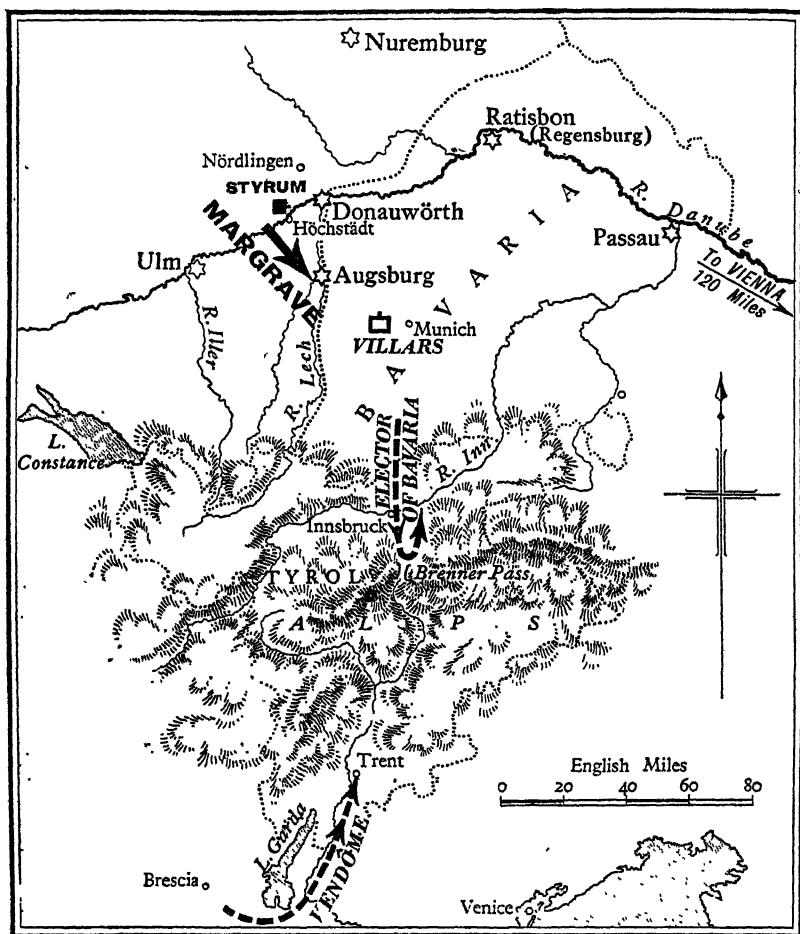 Nuremburg
Ratisbon
(Regensburg)
Nördlingen
STYRUM
R. Danube
MARGRAVE
Donauwörth
Höchstädt
Passau
Ulm
Augsburg
To VIENNA
120 Miles
BAVARIA
R. Iller
R. Lech
Munich
VILLARS
L.
Constance
ELECTOR
OF BAVARIA
R. Inn
Innsbruck
TYROL
Brenner Pass
ALPS
Trent
English Miles
0 20 40 60 80
L. Garda
VENDÔME
Brescia
Venice